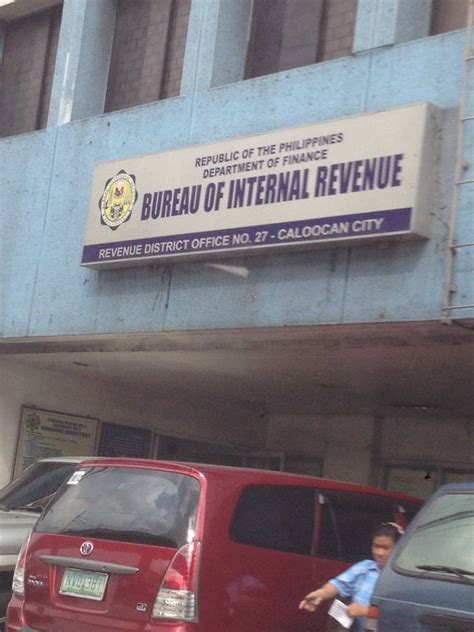 REPUBLIC OF THE PHILIPPINES
DEPARTMENT OF FINANCE
BUREAU OF INTERNAL REVENUE
REVENUE DISTRICT OFFICE NO. 27 - CALOOCAN CITY